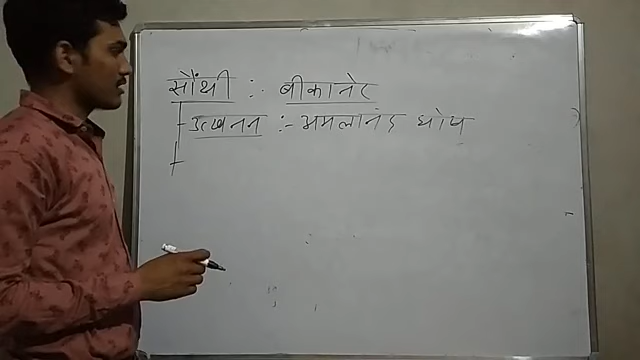 सौंथी :- बीकानेर
उत्खनन :- अमलानंद घोष